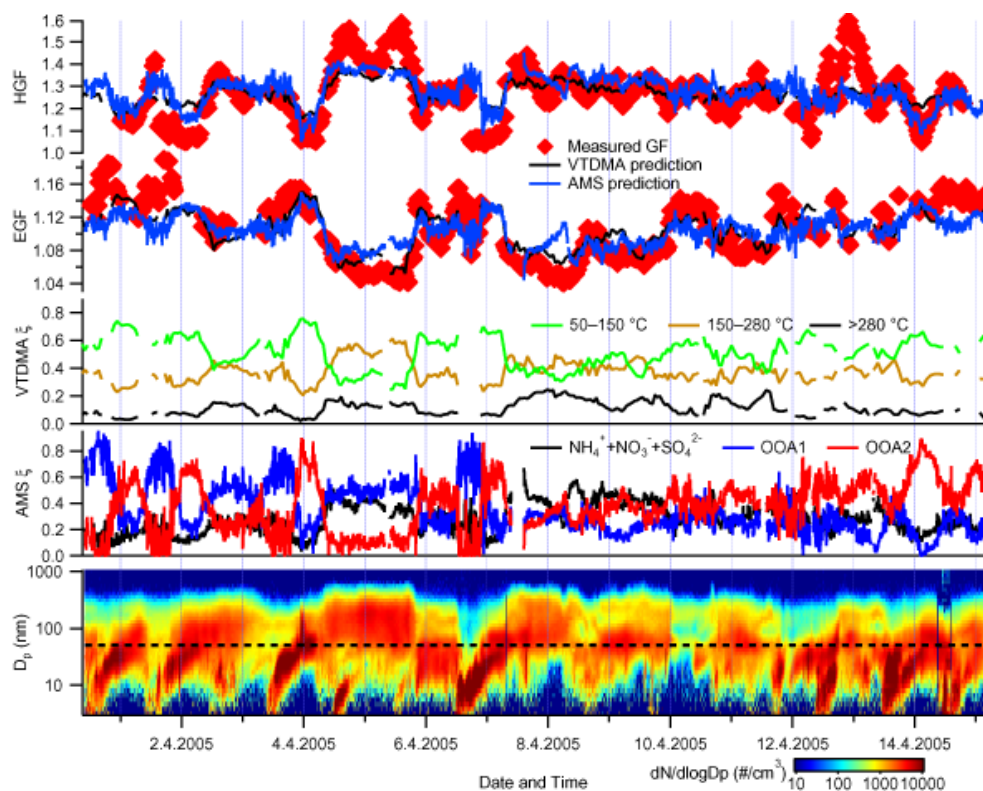 HGF
1.6
1.5
1.4
1.3
1.2
1.1
1.0
Measured GF
VTDMA prediction
AMS prediction
EGF
1.16
1.12
1.08
1.04
VTDMA ξ
0.8
0.6
0.4
0.2
0.0
50–150 °C
150–280 °C
>280 °C
AMS ξ
0.8
0.6
0.4
0.2
0.0
NH₄⁺+NO₃⁻+SO₄²⁻
OOA1
OOA2
Dₚ (nm)
1000
100
10
2.4.2005
4.4.2005
6.4.2005
8.4.2005
10.4.2005
12.4.2005
14.4.2005
Date and Time
dN/dlogDp (#/cm³)
10
100
1000
10000